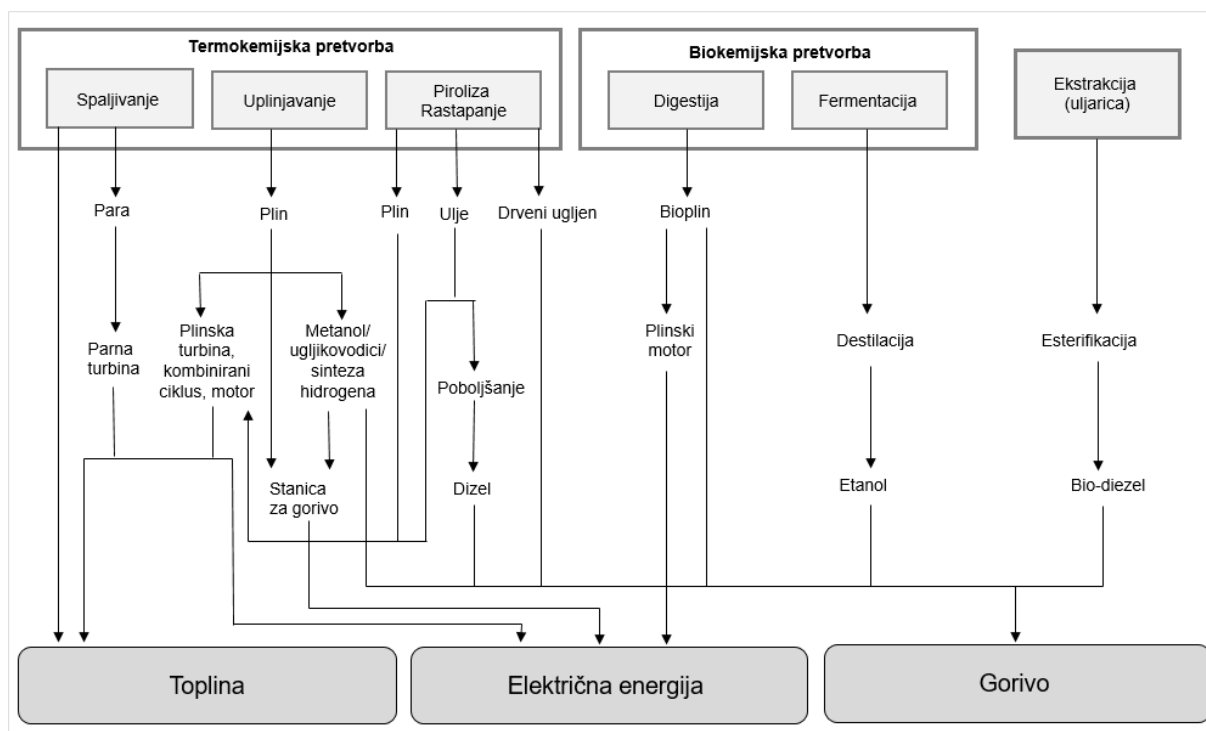 Termokemijska pretvorba
Biokemijska pretvorba
Spaljivanje
Uplinjavanje
Piroliza
Rastapanje
Digestija
Fermentacija
Ekstrakcija
(uljarica)
Para
Plin
Plin
Ulje
Drveni ugljen
Bioplin
Parna
turbina
Plinska
turbina,
kombinirani
ciklus, motor
Metanol/
ugljikovodici/
sinteza
hidrogena
Poboljšanje
Plinski
motor
Destilacija
Esterifikacija
Stanica
za gorivo
Dizel
Etanol
Bio-diezel
Toplina
Električna energija
Gorivo